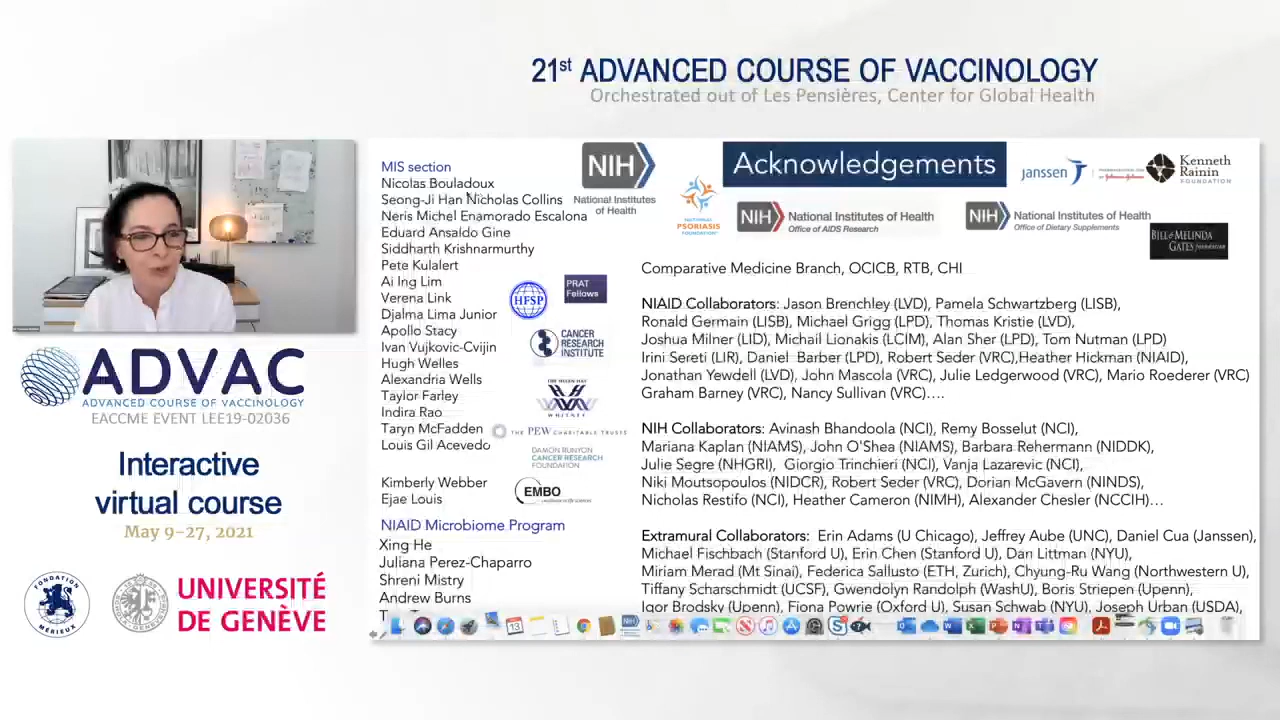 21st ADVANCED COURSE OF VACCINOLOGY
Orchestrated out of Les Pensières, Center for Global Health
ADVAC
ADVANCED COURSE OF VACCINOLOGY
EACCME EVENT LEE19-02036
Interactive
virtual course
May 9-27, 2021
FONDATION
MÉRIEUX
UNIVERSITÉ
DE GENÈVE
Acknowledgements
NIH
National Institutes
of Health
NATIONAL
PSORIASIS
FOUNDATION
NIH National Institutes of Health
Office of AIDS Research
NIH National Institutes of Health
Office of Dietary Supplements
janssen
Kenneth
Rainin
FOUNDATION
BILL & MELINDA
GATES foundation
MIS section
Nicolas Bouladoux
Seong-Ji Han Nicholas Collins
Neris Michel Enamorado Escalona
Eduard Ansaldo Gine
Siddharth Krishnarmurthy
Pete Kulalert
Ai Ing Lim
Verena Link
Djalma Lima Junior
Apollo Stacy
Ivan Vujkovic-Cvijin
Hugh Welles
Alexandria Wells
Taylor Farley
Indira Rao
Taryn McFadden
Louis Gil Acevedo
Kimberly Webber
Ejae Louis
NIAID Microbiome Program
Xing He
Juliana Perez-Chaparro
Shreni Mistry
Andrew Burns
HFSP
PRAT
Fellows
CANCER
RESEARCH
INSTITUTE
THE HELEN HAY
WHITNEY
THE PEW CHARITABLE TRUSTS
DAMON RUNYON
CANCER RESEARCH
FOUNDATION
EMBO
Comparative Medicine Branch, OCICB, RTB, CHI
NIAID Collaborators: Jason Brenchley (LVD), Pamela Schwartzberg (LISB),
Ronald Germain (LISB), Michael Grigg (LPD), Thomas Kristie (LVD),
Joshua Milner (LID), Michail Lionakis (LCIM), Alan Sher (LPD), Tom Nutman (LPD)
Irini Sereti (LIR), Daniel Barber (LPD), Robert Seder (VRC),Heather Hickman (NIAID),
Jonathan Yewdell (LVD), John Mascola (VRC), Julie Ledgerwood (VRC), Mario Roederer (VRC)
Graham Barney (VRC), Nancy Sullivan (VRC)….
NIH Collaborators: Avinash Bhandoola (NCI), Remy Bosselut (NCI),
Mariana Kaplan (NIAMS), John O'Shea (NIAMS), Barbara Rehermann (NIDDK),
Julie Segre (NHGRI), Giorgio Trinchieri (NCI), Vanja Lazarevic (NCI),
Niki Moutsopoulos (NIDCR), Robert Seder (VRC), Dorian McGavern (NINDS),
Nicholas Restifo (NCI), Heather Cameron (NIMH), Alexander Chesler (NCCIH)…
Extramural Collaborators: Erin Adams (U Chicago), Jeffrey Aube (UNC), Daniel Cua (Janssen),
Michael Fischbach (Stanford U), Erin Chen (Stanford U), Dan Littman (NYU),
Miriam Merad (Mt Sinai), Federica Sallusto (ETH, Zurich), Chyung-Ru Wang (Northwestern U),
Tiffany Scharschmidt (UCSF), Gwendolyn Randolph (WashU), Boris Striepen (Upenn),
Igor Brodsky (Upenn), Fiona Powrie (Oxford U), Susan Schwab (NYU), Joseph Urban (USDA),